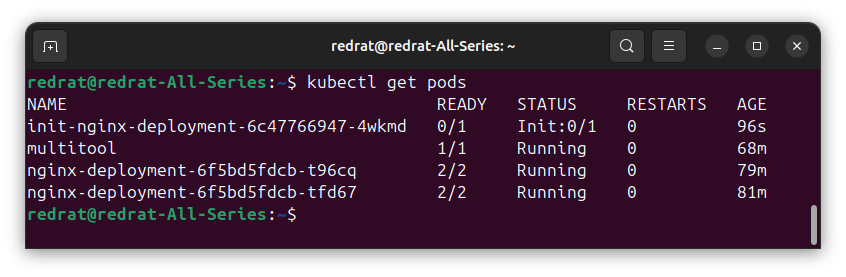 redrat@redrat-All-Series: ~
redrat@redrat-All-Series:~$ kubectl get pods
NAME READY STATUS RESTARTS AGE
init-nginx-deployment-6c47766947-4wkmd 0/1 Init:0/1 0 96s
multitool 1/1 Running 0 68m
nginx-deployment-6f5bd5fdcb-t96cq 2/2 Running 0 79m
nginx-deployment-6f5bd5fdcb-tfd67 2/2 Running 0 81m
redrat@redrat-All-Series:~$